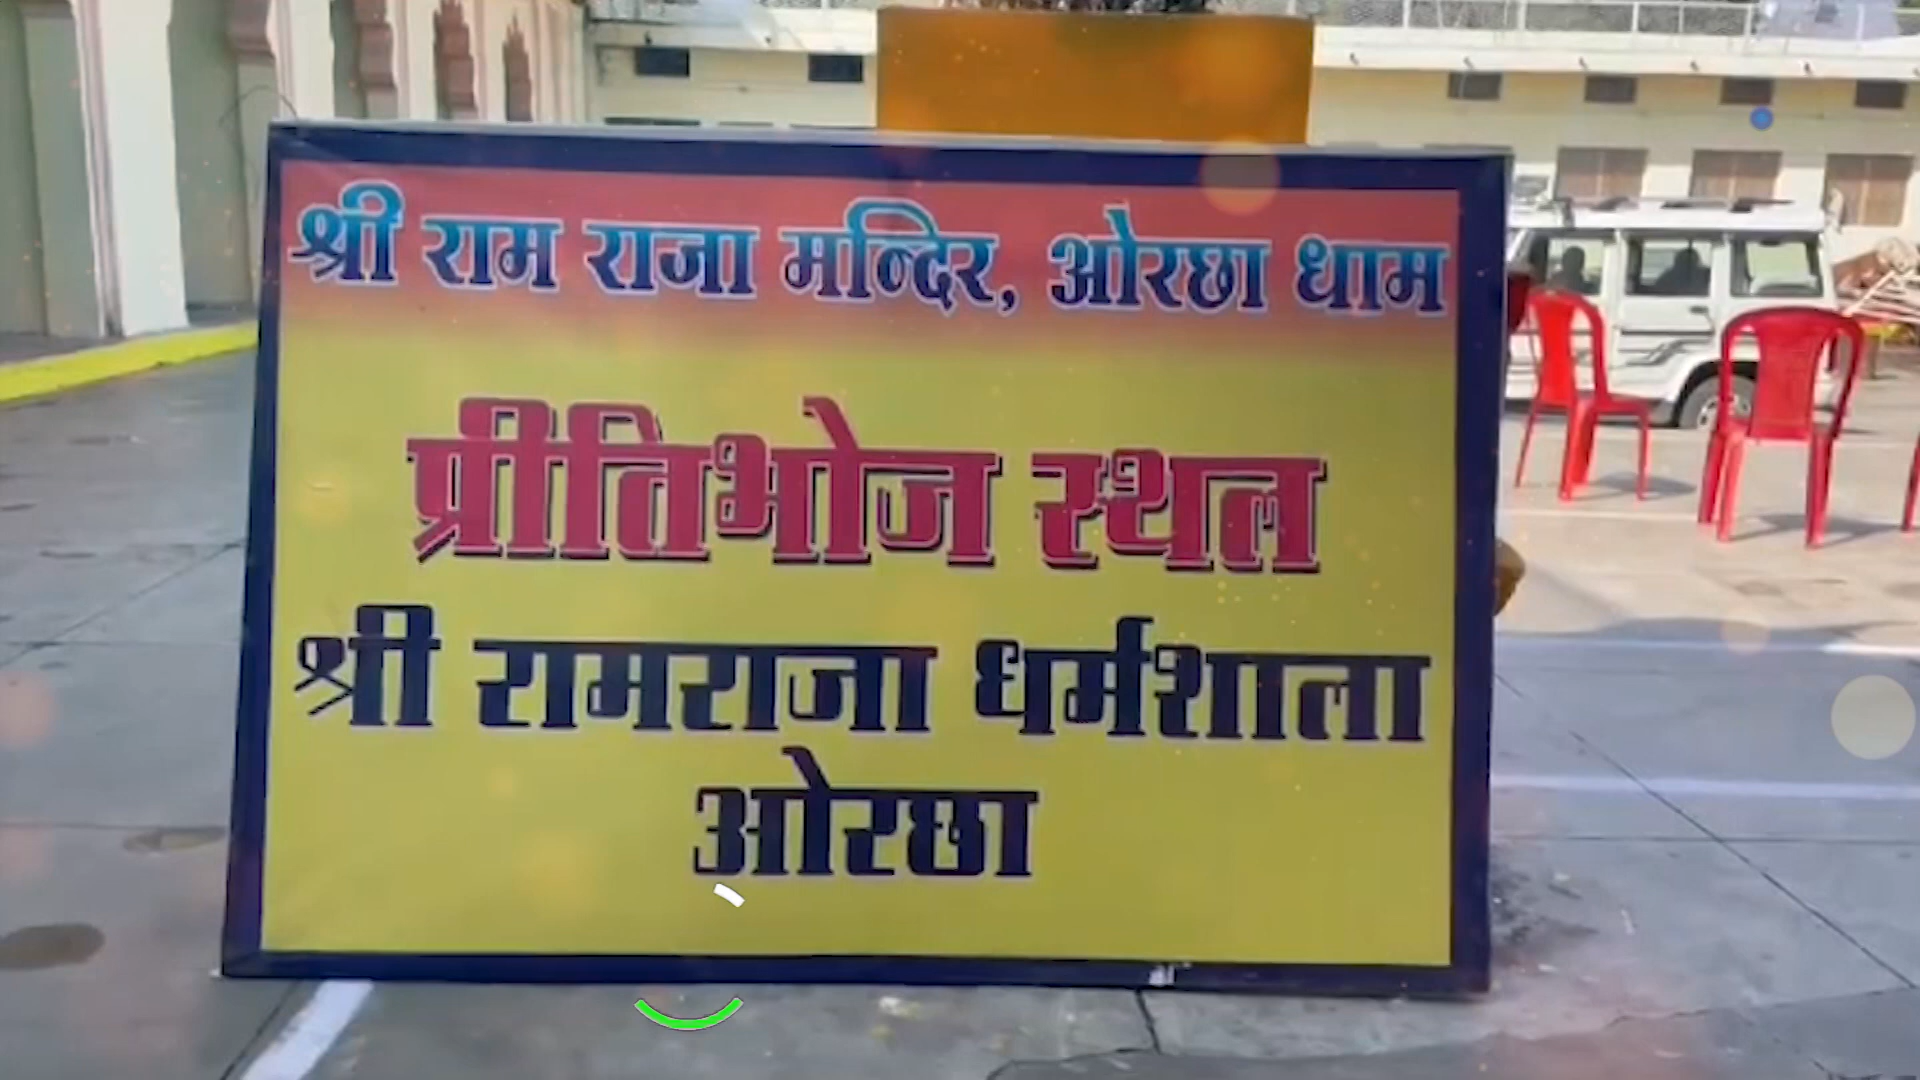 श्री राम राजा मन्दिर, ओरछा धाम
प्रीतिभोज स्थल
श्री रामराजा धर्मशाला
ओरछा